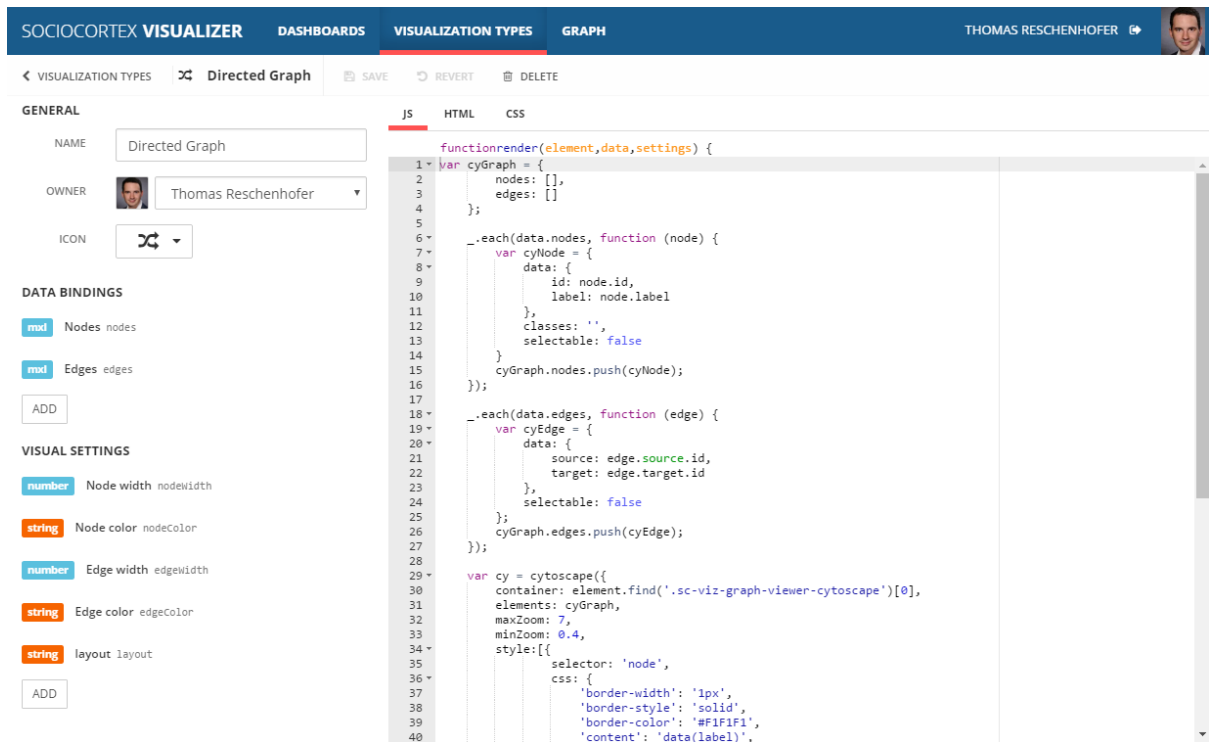 SOCIOCORTEX VISUALIZER DASHBOARDS VISUALIZATION TYPES GRAPH THOMAS RESCHENHOFER
VISUALIZATION TYPES Directed Graph SAVE REVERT DELETE
GENERAL
NAME Directed Graph
OWNER Thomas Reschenhofer
ICON
DATA BINDINGS
mxl Nodes nodes
mxl Edges edges
ADD
VISUAL SETTINGS
number Node width nodeWidth
string Node color nodeColor
number Edge width edgeWidth
string Edge color edgeColor
string layout layout
ADD
JS HTML CSS
functionrender(element,data,settings) {
1 var cyGraph = {
2 nodes: [],
3 edges: []
4 };
5
6 _.each(data.nodes, function (node) {
7 var cyNode = {
8 data: {
9 id: node.id,
10 label: node.label
11 },
12 classes: '',
13 selectable: false
14 }
15 cyGraph.nodes.push(cyNode);
16 });
17
18 _.each(data.edges, function (edge) {
19 var cyEdge = {
20 data: {
21 source: edge.source.id,
22 target: edge.target.id
23 },
24 selectable: false
25 };
26 cyGraph.edges.push(cyEdge);
27 });
28
29 var cy = cytoscape({
30 container: element.find('.sc-viz-graph-viewer-cytoscape')[0],
31 elements: cyGraph,
32 maxZoom: 7,
33 minZoom: 0.4,
34 style:[{
35 selector: 'node',
36 css: {
37 'border-width': '1px',
38 'border-style': 'solid',
39 'border-color': '#F1F1F1',
40 'content': 'data(label)',